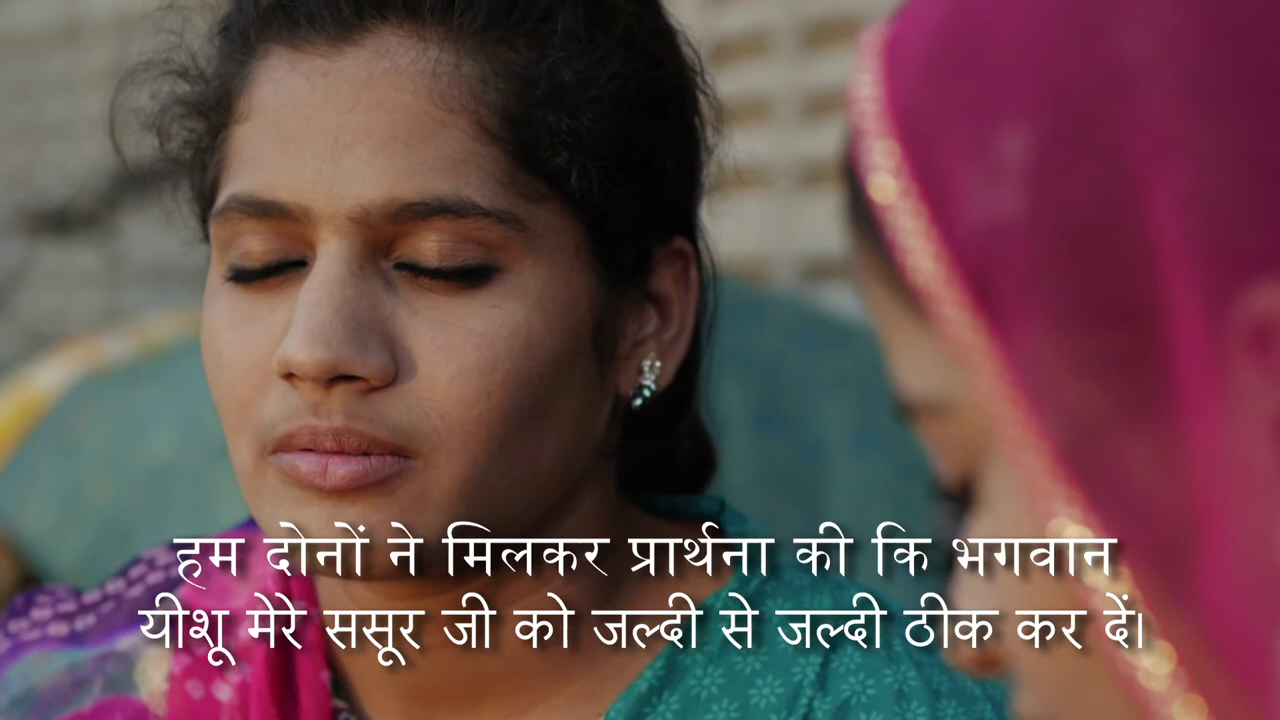 हम दोनों ने मिलकर प्रार्थना की कि भगवान
यीशू मेरे ससूर जी को जल्दी से जल्दी ठीक कर दें।